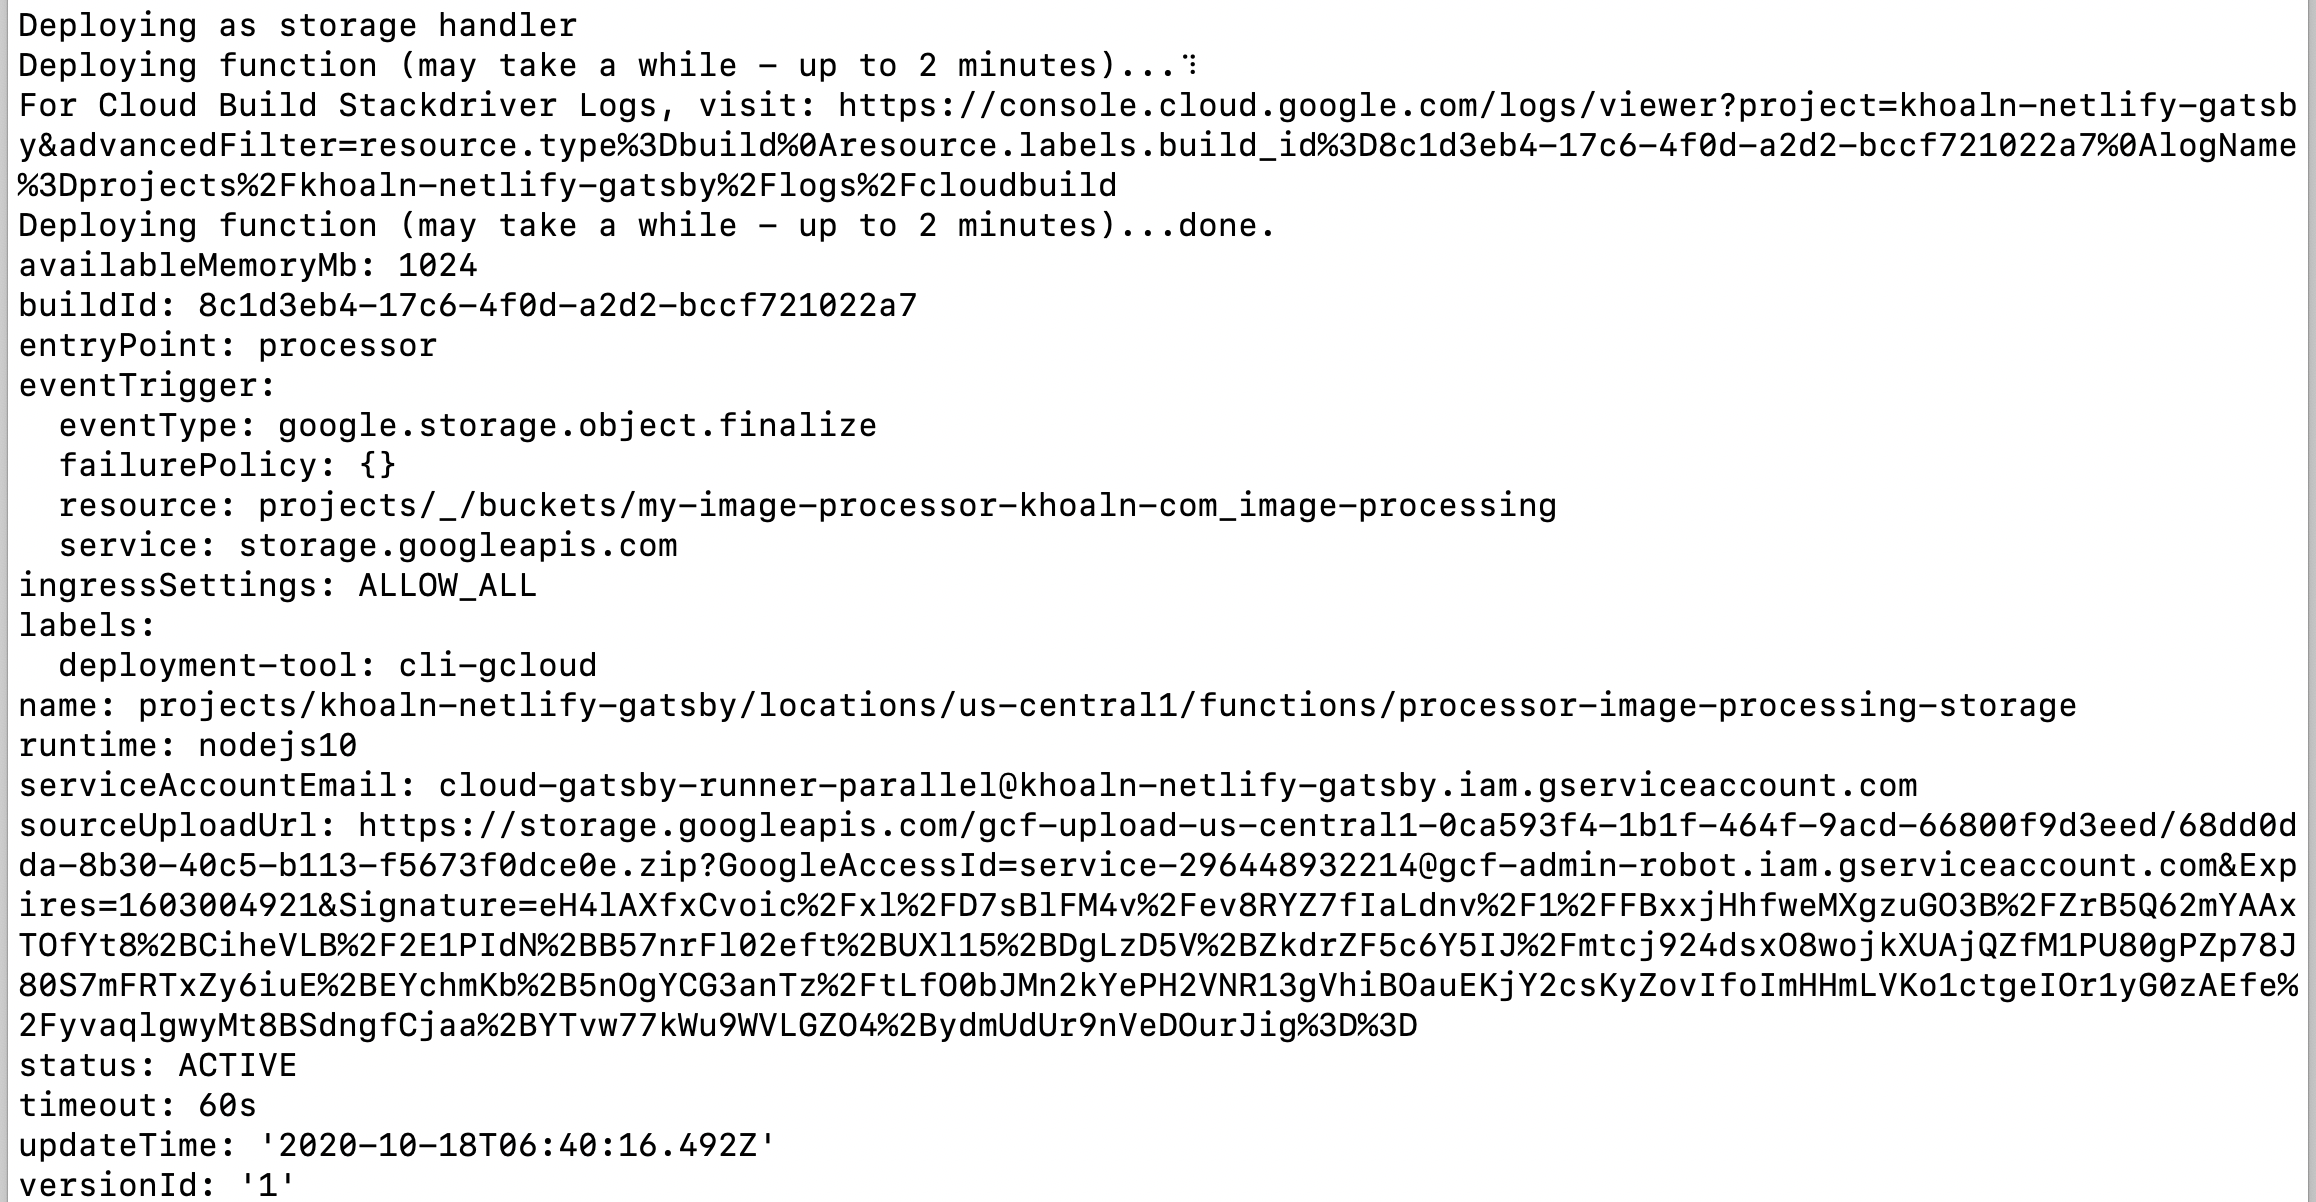 Deploying as storage handler
Deploying function (may take a while – up to 2 minutes)...⠹
For Cloud Build Stackdriver Logs, visit: https://console.cloud.google.com/logs/viewer?project=khoaln-netlify-gatsb
y&advancedFilter=resource.type%3Dbuild%0Aresource.labels.build_id%3D8c1d3eb4-17c6-4f0d-a2d2-bccf721022a7%0AlogName
%3Dprojects%2Fkhoaln-netlify-gatsby%2Flogs%2Fcloudbuild
Deploying function (may take a while – up to 2 minutes)...done.
availableMemoryMb: 1024
buildId: 8c1d3eb4-17c6-4f0d-a2d2-bccf721022a7
entryPoint: processor
eventTrigger:
  eventType: google.storage.object.finalize
  failurePolicy: {}
  resource: projects/_/buckets/my-image-processor-khoaln-com_image-processing
  service: storage.googleapis.com
ingressSettings: ALLOW_ALL
labels:
  deployment-tool: cli-gcloud
name: projects/khoaln-netlify-gatsby/locations/us-central1/functions/processor-image-processing-storage
runtime: nodejs10
serviceAccountEmail: cloud-gatsby-runner-parallel@khoaln-netlify-gatsby.iam.gserviceaccount.com
sourceUploadUrl: https://storage.googleapis.com/gcf-upload-us-central1-0ca593f4-1b1f-464f-9acd-66800f9d3eed/68dd0d
da-8b30-40c5-b113-f5673f0dce0e.zip?GoogleAccessId=service-296448932214@gcf-admin-robot.iam.gserviceaccount.com&Exp
ires=1603004921&Signature=eH4lAXfxCvoic%2Fxl%2FD7sBlFM4v%2Fev8RYZ7fIaLdnv%2F1%2FFBxxjHhfweMXgzuGO3B%2FZrB5Q62mYAAx
TOfYt8%2BCiheVLB%2F2E1PIdN%2BB57nrFl02eft%2BUXl15%2BDgLzD5V%2BZkdrZF5c6Y5IJ%2Fmtcj924dsxO8wojkXUAjQZfM1PU80gPZp78J
80S7mFRTxZy6iuE%2BEYchmKb%2B5nOgYCG3anTz%2FtLfO0bJMn2kYePH2VNR13gVhiBOauEKjY2csKyZovIfoImHHmLVKo1ctgeIOr1yG0zAEfe%
2FyvaqlgwyMt8BSdngfCjaa%2BYTvw77kWu9WVLGZO4%2BydmUdUr9nVeDOurJig%3D%3D
status: ACTIVE
timeout: 60s
updateTime: '2020-10-18T06:40:16.492Z'
versionId: '1'